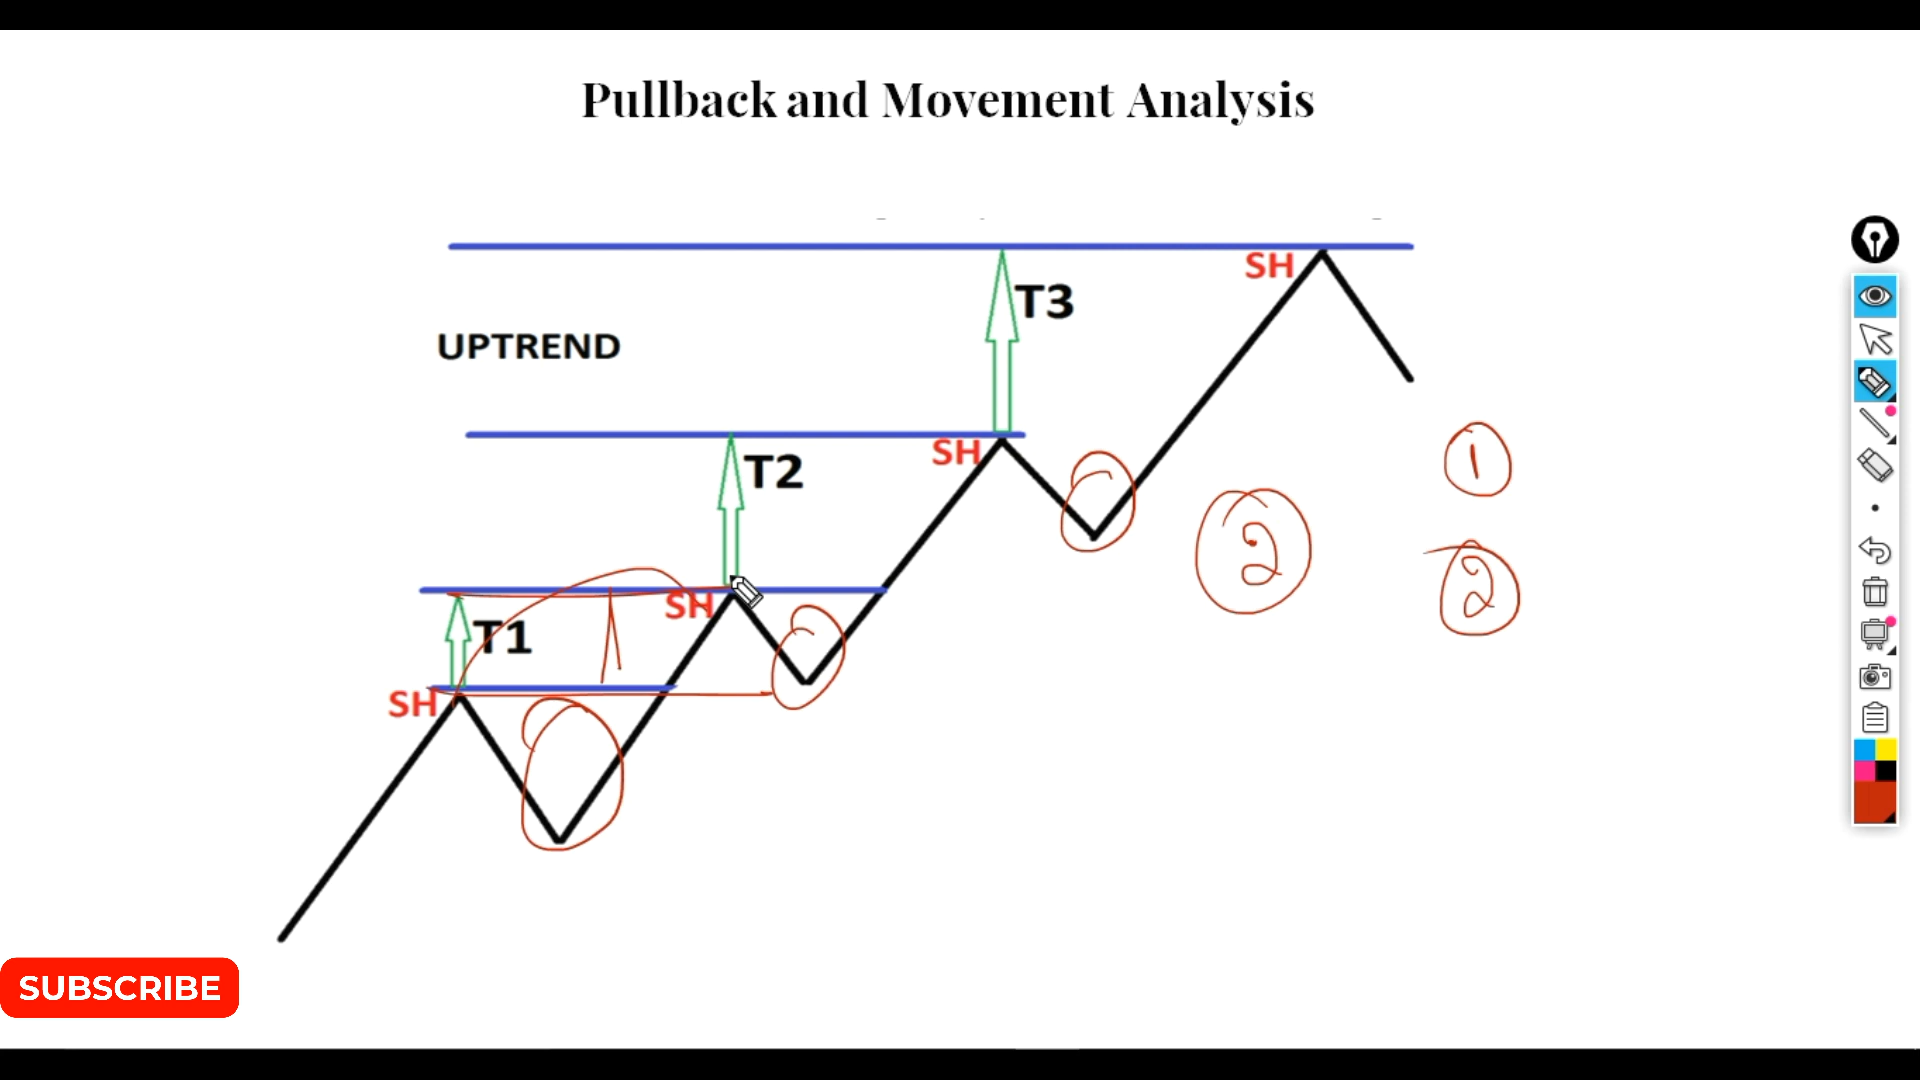 Pullback and Movement Analysis
SH
T3
UPTREND
SH
T2
1
2
2
SH
T1
SH
SUBSCRIBE